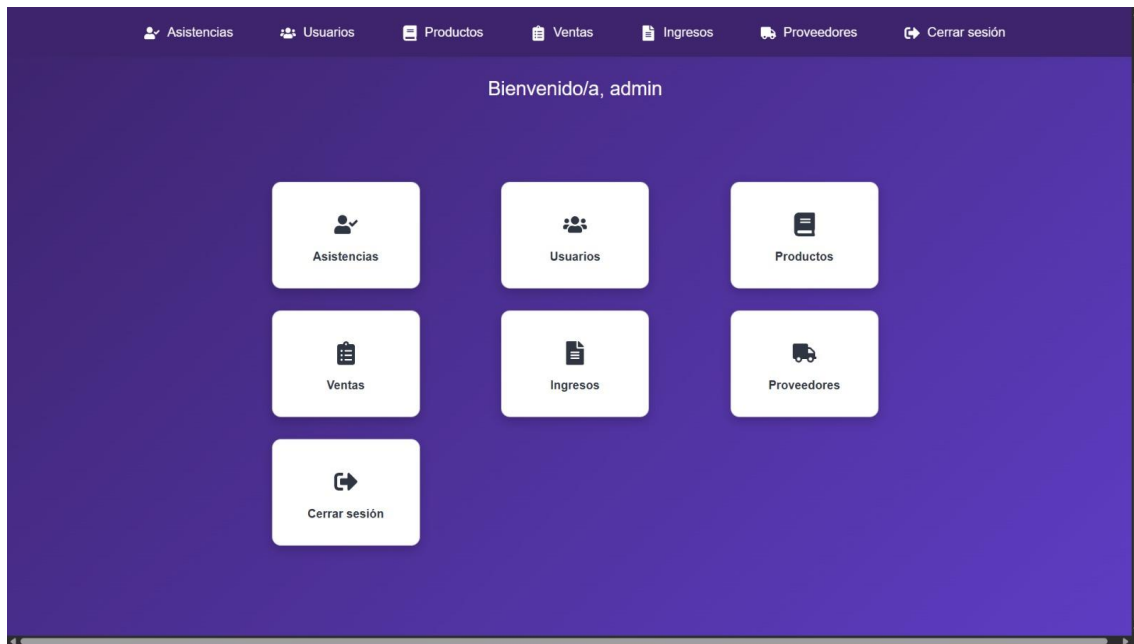 Asistencias Usuarios Productos Ventas Ingresos Proveedores Cerrar sesión
Bienvenido/a, admin
Asistencias Usuarios Productos
Ventas Ingresos Proveedores
Cerrar sesión